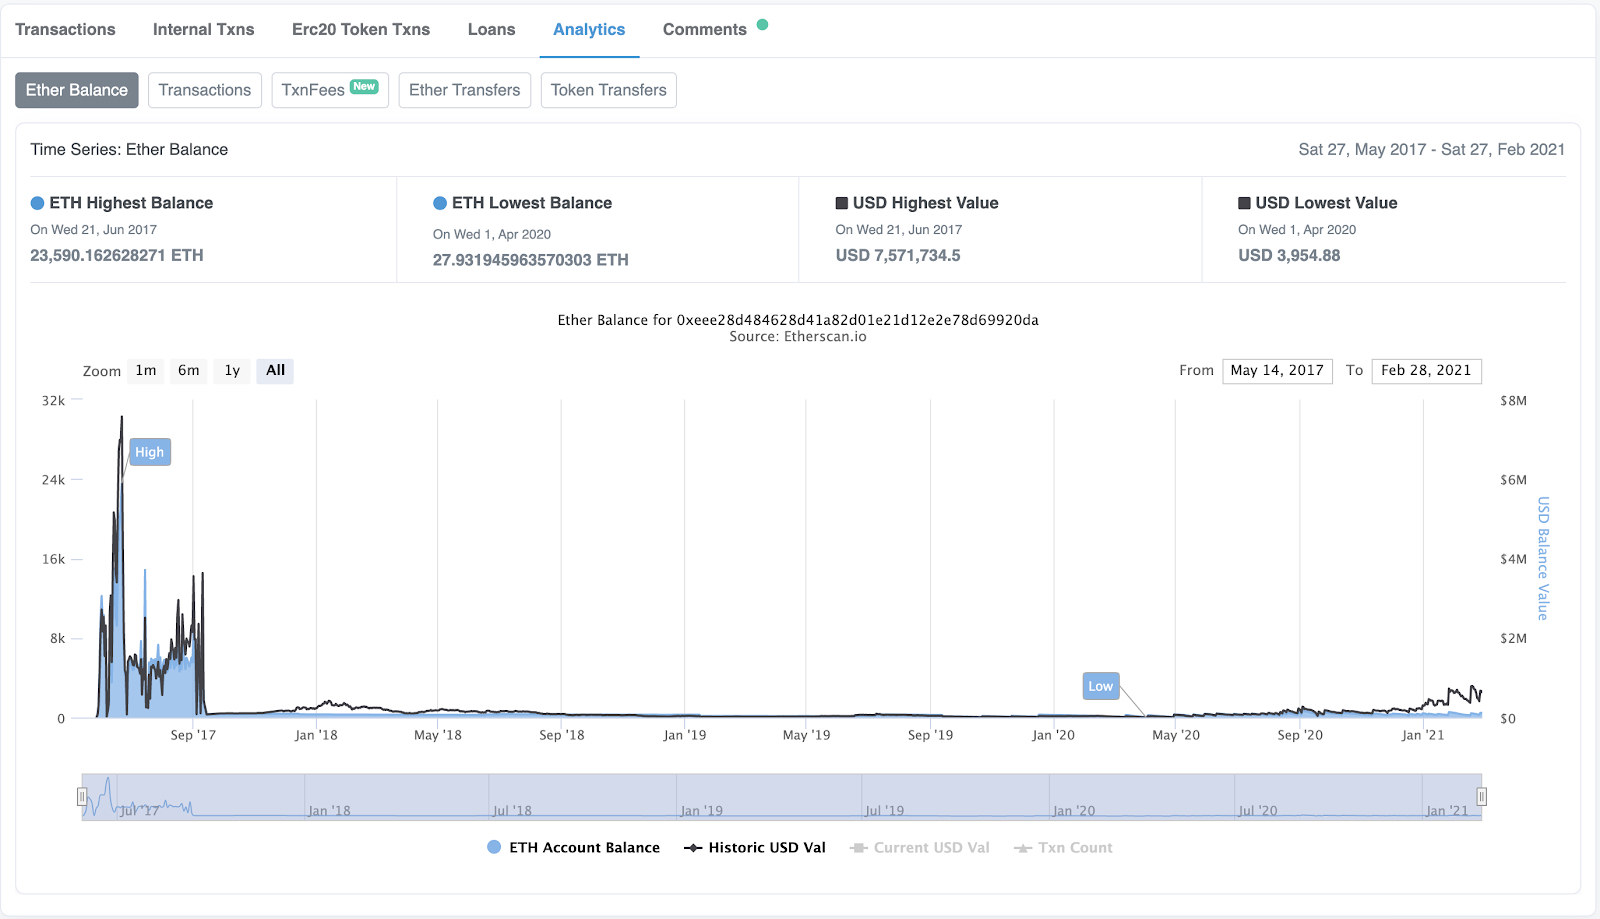 Transactions Internal Txns Erc20 Token Txns Loans Analytics Comments
Ether Balance Transactions TxnFees New Ether Transfers Token Transfers
Time Series: Ether Balance Sat 27, May 2017 - Sat 27, Feb 2021
ETH Highest Balance
On Wed 21, Jun 2017
23,590.162628271 ETH
ETH Lowest Balance
On Wed 1, Apr 2020
27.931945963570303 ETH
USD Highest Value
On Wed 21, Jun 2017
USD 7,571,734.5
USD Lowest Value
On Wed 1, Apr 2020
USD 3,954.88
Ether Balance for 0xeee28d484628d41a82d01e21d12e2e78d69920da
Source: Etherscan.io
Zoom 1m 6m 1y All From May 14, 2017 To Feb 28, 2021
32k
24k
16k
8k
0
High
Low
$8M
$6M
$4M
$2M
$0
USD Balance Value
Sep '17 Jan '18 May '18 Sep '18 Jan '19 May '19 Sep '19 Jan '20 May '20 Sep '20 Jan '21
Jul '17 Jan '18 Jul '18 Jan '19 Jul '19 Jan '20 Jul '20 Jan '21
ETH Account Balance Historic USD Val Current USD Val Txn Count